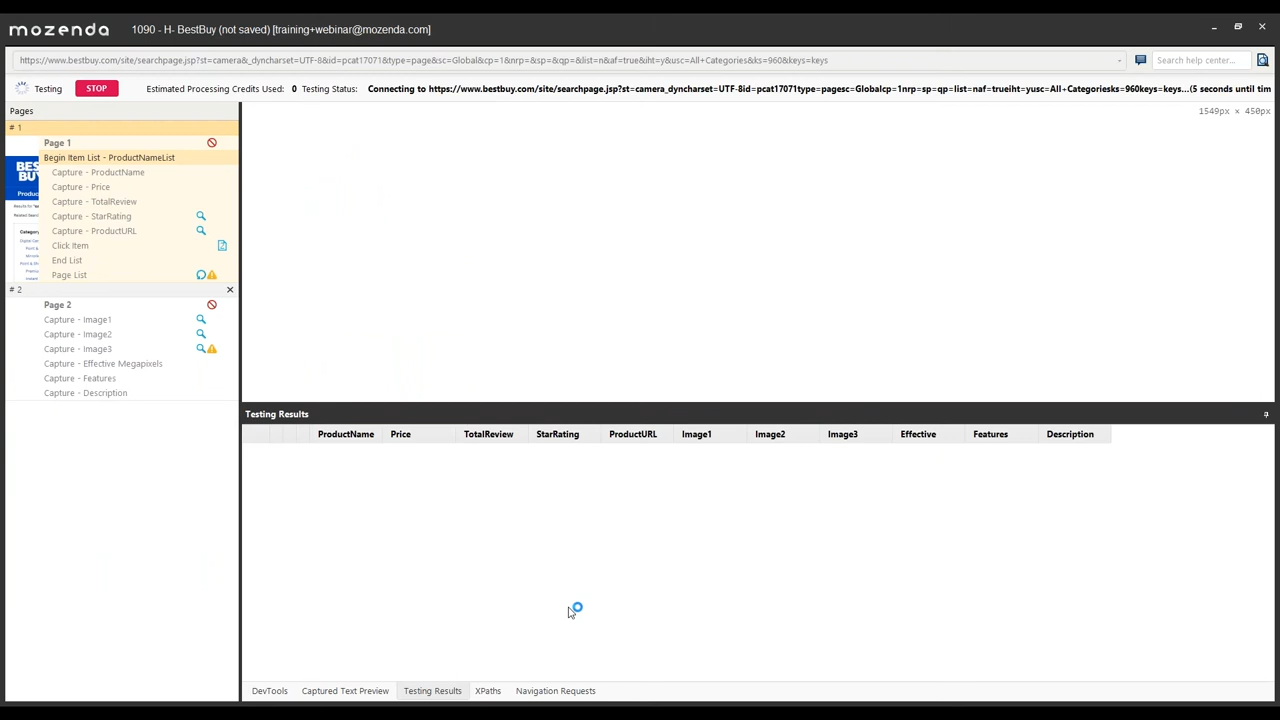 mozenda
1090 - H- BestBuy (not saved) [training+webinar@mozenda.com]
https://www.bestbuy.com/site/searchpage.jsp?st=camera&_dyncharset=UTF-8&id=pcat17071&type=page&sc=Global&cp=1&nrp=&sp=&qp=&list=n&af=true&iht=y&usc=All+Categories&ks=960&keys=keys
Search help center...
Testing
STOP
Estimated Processing Credits Used: 0
Testing Status: Connecting to https://www.bestbuy.com/site/searchpage.jsp?st=camera_dyncharset=UTF-8id=pcat17071type=pagesc=Globalcp=1nrp=sp=qp=list=naf=trueiht=yusc=All+Categoriesks=960keys=keys...(5 seconds until tim
Pages
1549px × 450px
# 1
Page 1
Begin Item List - ProductNameList
Capture - ProductName
Capture - Price
Capture - TotalReview
Capture - StarRating
Capture - ProductURL
Click Item
2
End List
Page List
BES
BUY
Produc
Category
# 2
Page 2
Capture - Image1
Capture - Image2
Capture - Image3
Capture - Effective Megapixels
Capture - Features
Capture - Description
Testing Results
ProductName Price TotalReview StarRating ProductURL Image1 Image2 Image3 Effective Features Description
DevTools Captured Text Preview Testing Results XPaths Navigation Requests